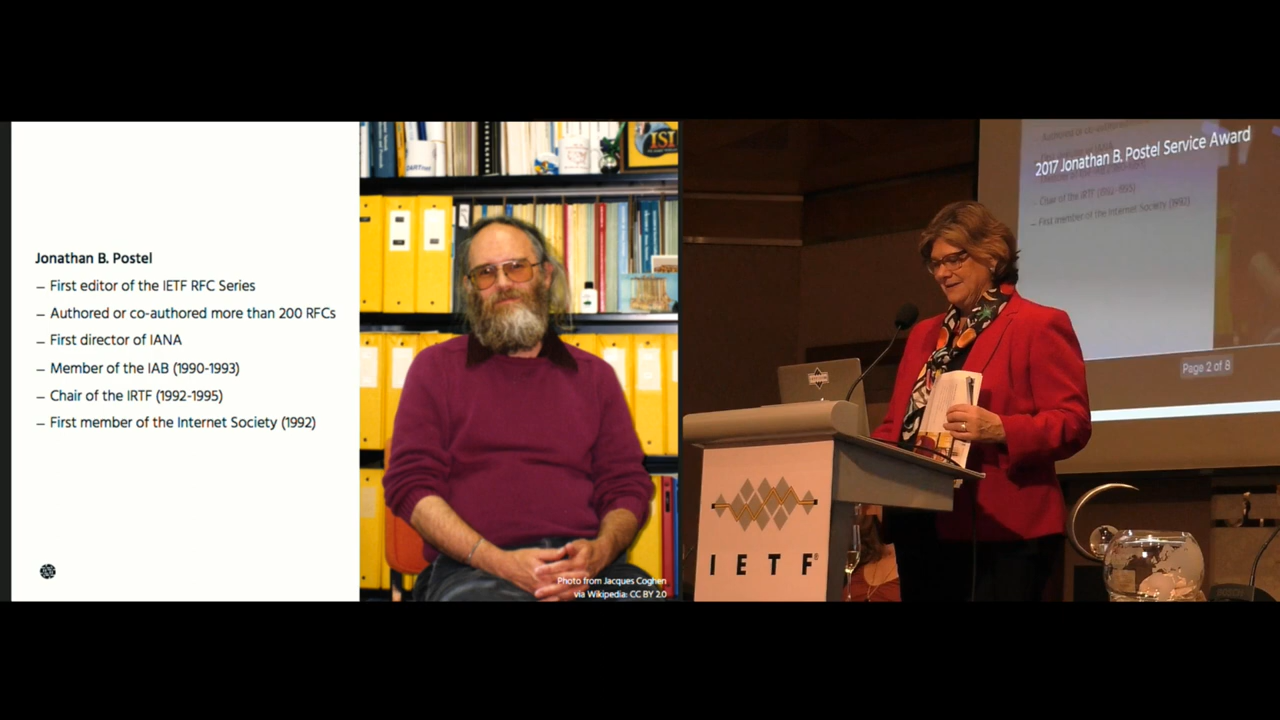 Jonathan B. Postel
– First editor of the IETF RFC Series
– Authored or co-authored more than 200 RFCs
– First director of IANA
– Member of the IAB (1990-1993)
– Chair of the IRTF (1992-1995)
– First member of the Internet Society (1992)
ISI
Photo from Jacques Coghen
via Wikipedia: CC BY 2.0
Authored or co-
2017 Jonathan B. Postel Service Award
– Chair of the IRTF (1992-1995)
– First member of the Internet Society (1992)
Page 2 of 8
IETF®